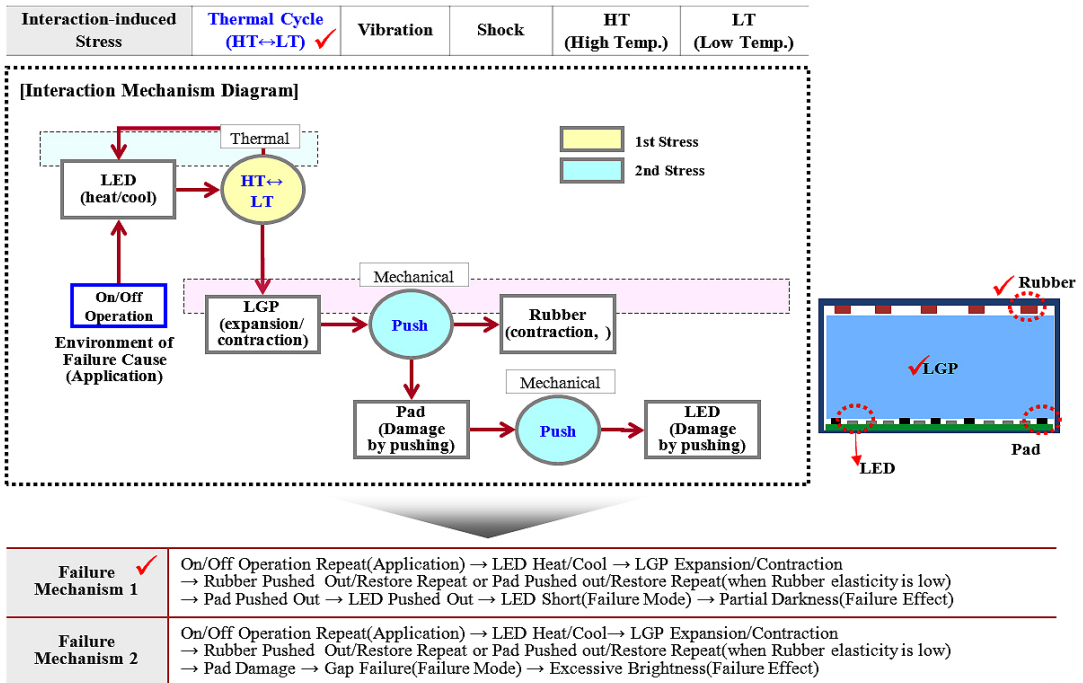 Interaction-induced
Stress
Thermal Cycle
(HT↔LT)
Vibration
Shock
HT
(High Temp.)
LT
(Low Temp.)
[Interaction Mechanism Diagram]
Thermal
1st Stress
2nd Stress
LED
(heat/cool)
HT↔
LT
On/Off
Operation
Environment of
Failure Cause
(Application)
Mechanical
LGP
(expansion/
contraction)
Push
Rubber
(contraction, )
Mechanical
Pad
(Damage
by pushing)
Push
LED
(Damage
by pushing)
Rubber
LGP
Pad
LED
Failure
Mechanism 1
On/Off Operation Repeat(Application) → LED Heat/Cool → LGP Expansion/Contraction
→ Rubber Pushed Out/Restore Repeat or Pad Pushed out/Restore Repeat(when Rubber elasticity is low)
→ Pad Pushed Out → LED Pushed Out → LED Short(Failure Mode) → Partial Darkness(Failure Effect)
Failure
Mechanism 2
On/Off Operation Repeat(Application) → LED Heat/Cool→ LGP Expansion/Contraction
→ Rubber Pushed Out/Restore Repeat or Pad Pushed out/Restore Repeat(when Rubber elasticity is low)
→ Pad Damage → Gap Failure(Failure Mode) → Excessive Brightness(Failure Effect)